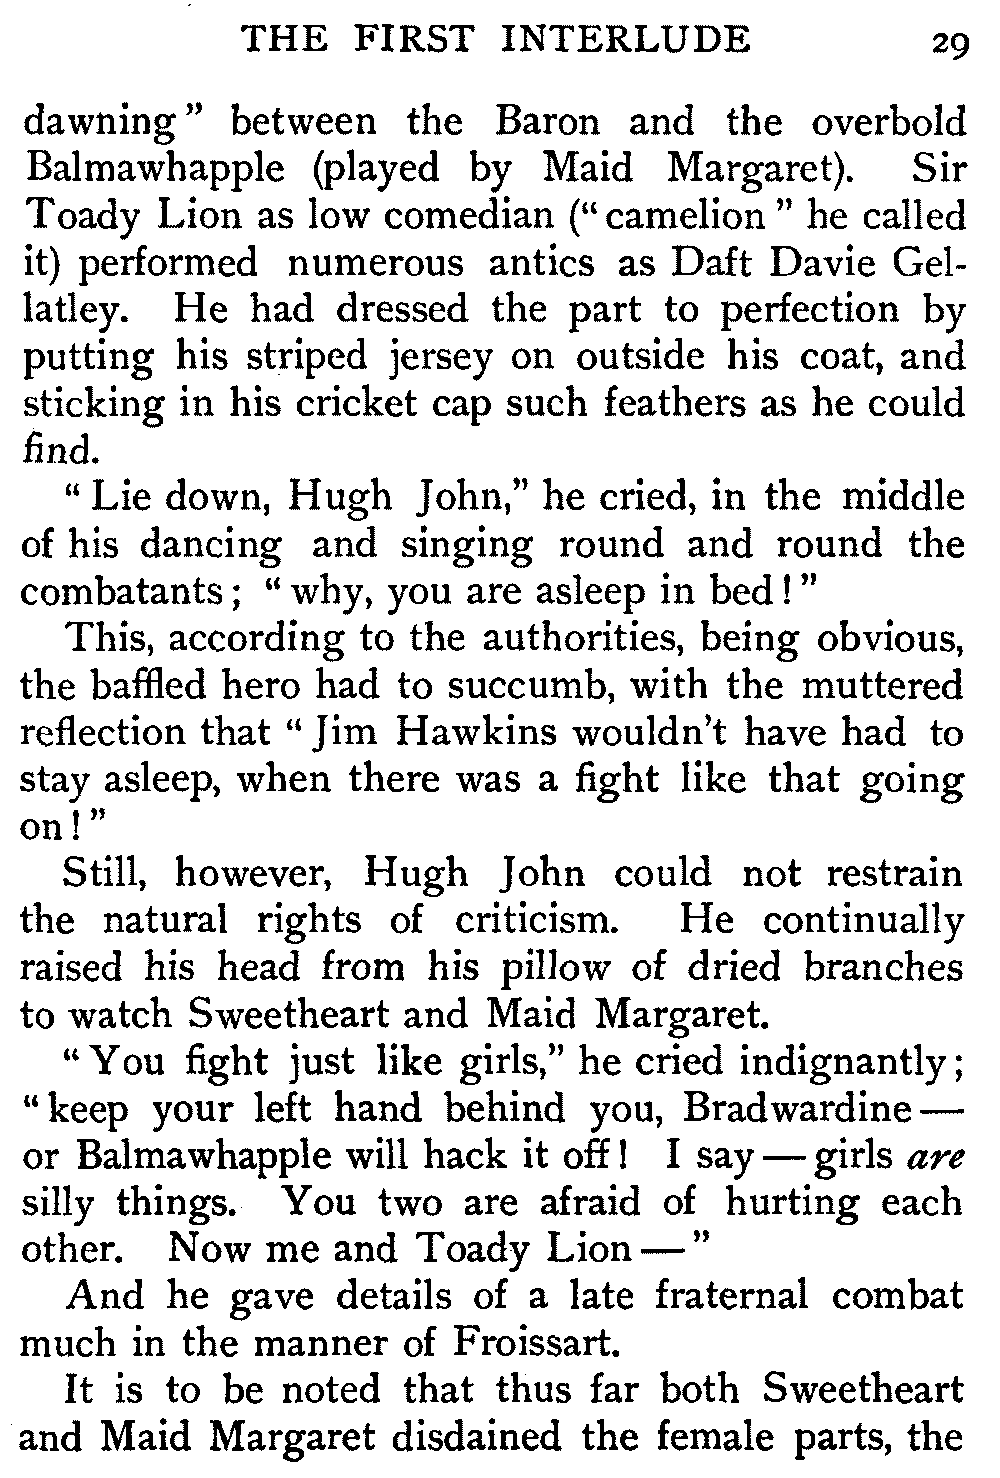 THE FIRST INTERLUDE 29
dawning" between the Baron and the overbold
Balmawhapple (played by Maid Margaret). Sir
Toady Lion as low comedian ("camelion" he called
it) performed numerous antics as Daft Davie Gel-
latley. He had dressed the part to perfection by
putting his striped jersey on outside his coat, and
sticking in his cricket cap such feathers as he could
find.
"Lie down, Hugh John," he cried, in the middle
of his dancing and singing round and round the
combatants; "why, you are asleep in bed!"
This, according to the authorities, being obvious,
the baffled hero had to succumb, with the muttered
reflection that "Jim Hawkins wouldn't have had to
stay asleep, when there was a fight like that going
on!"
Still, however, Hugh John could not restrain
the natural rights of criticism. He continually
raised his head from his pillow of dried branches
to watch Sweetheart and Maid Margaret.
"You fight just like girls," he cried indignantly;
"keep your left hand behind you, Bradwardine—
or Balmawhapple will hack it off! I say—girls are
silly things. You two are afraid of hurting each
other. Now me and Toady Lion—"
And he gave details of a late fraternal combat
much in the manner of Froissart.
It is to be noted that thus far both Sweetheart
and Maid Margaret disdained the female parts, the